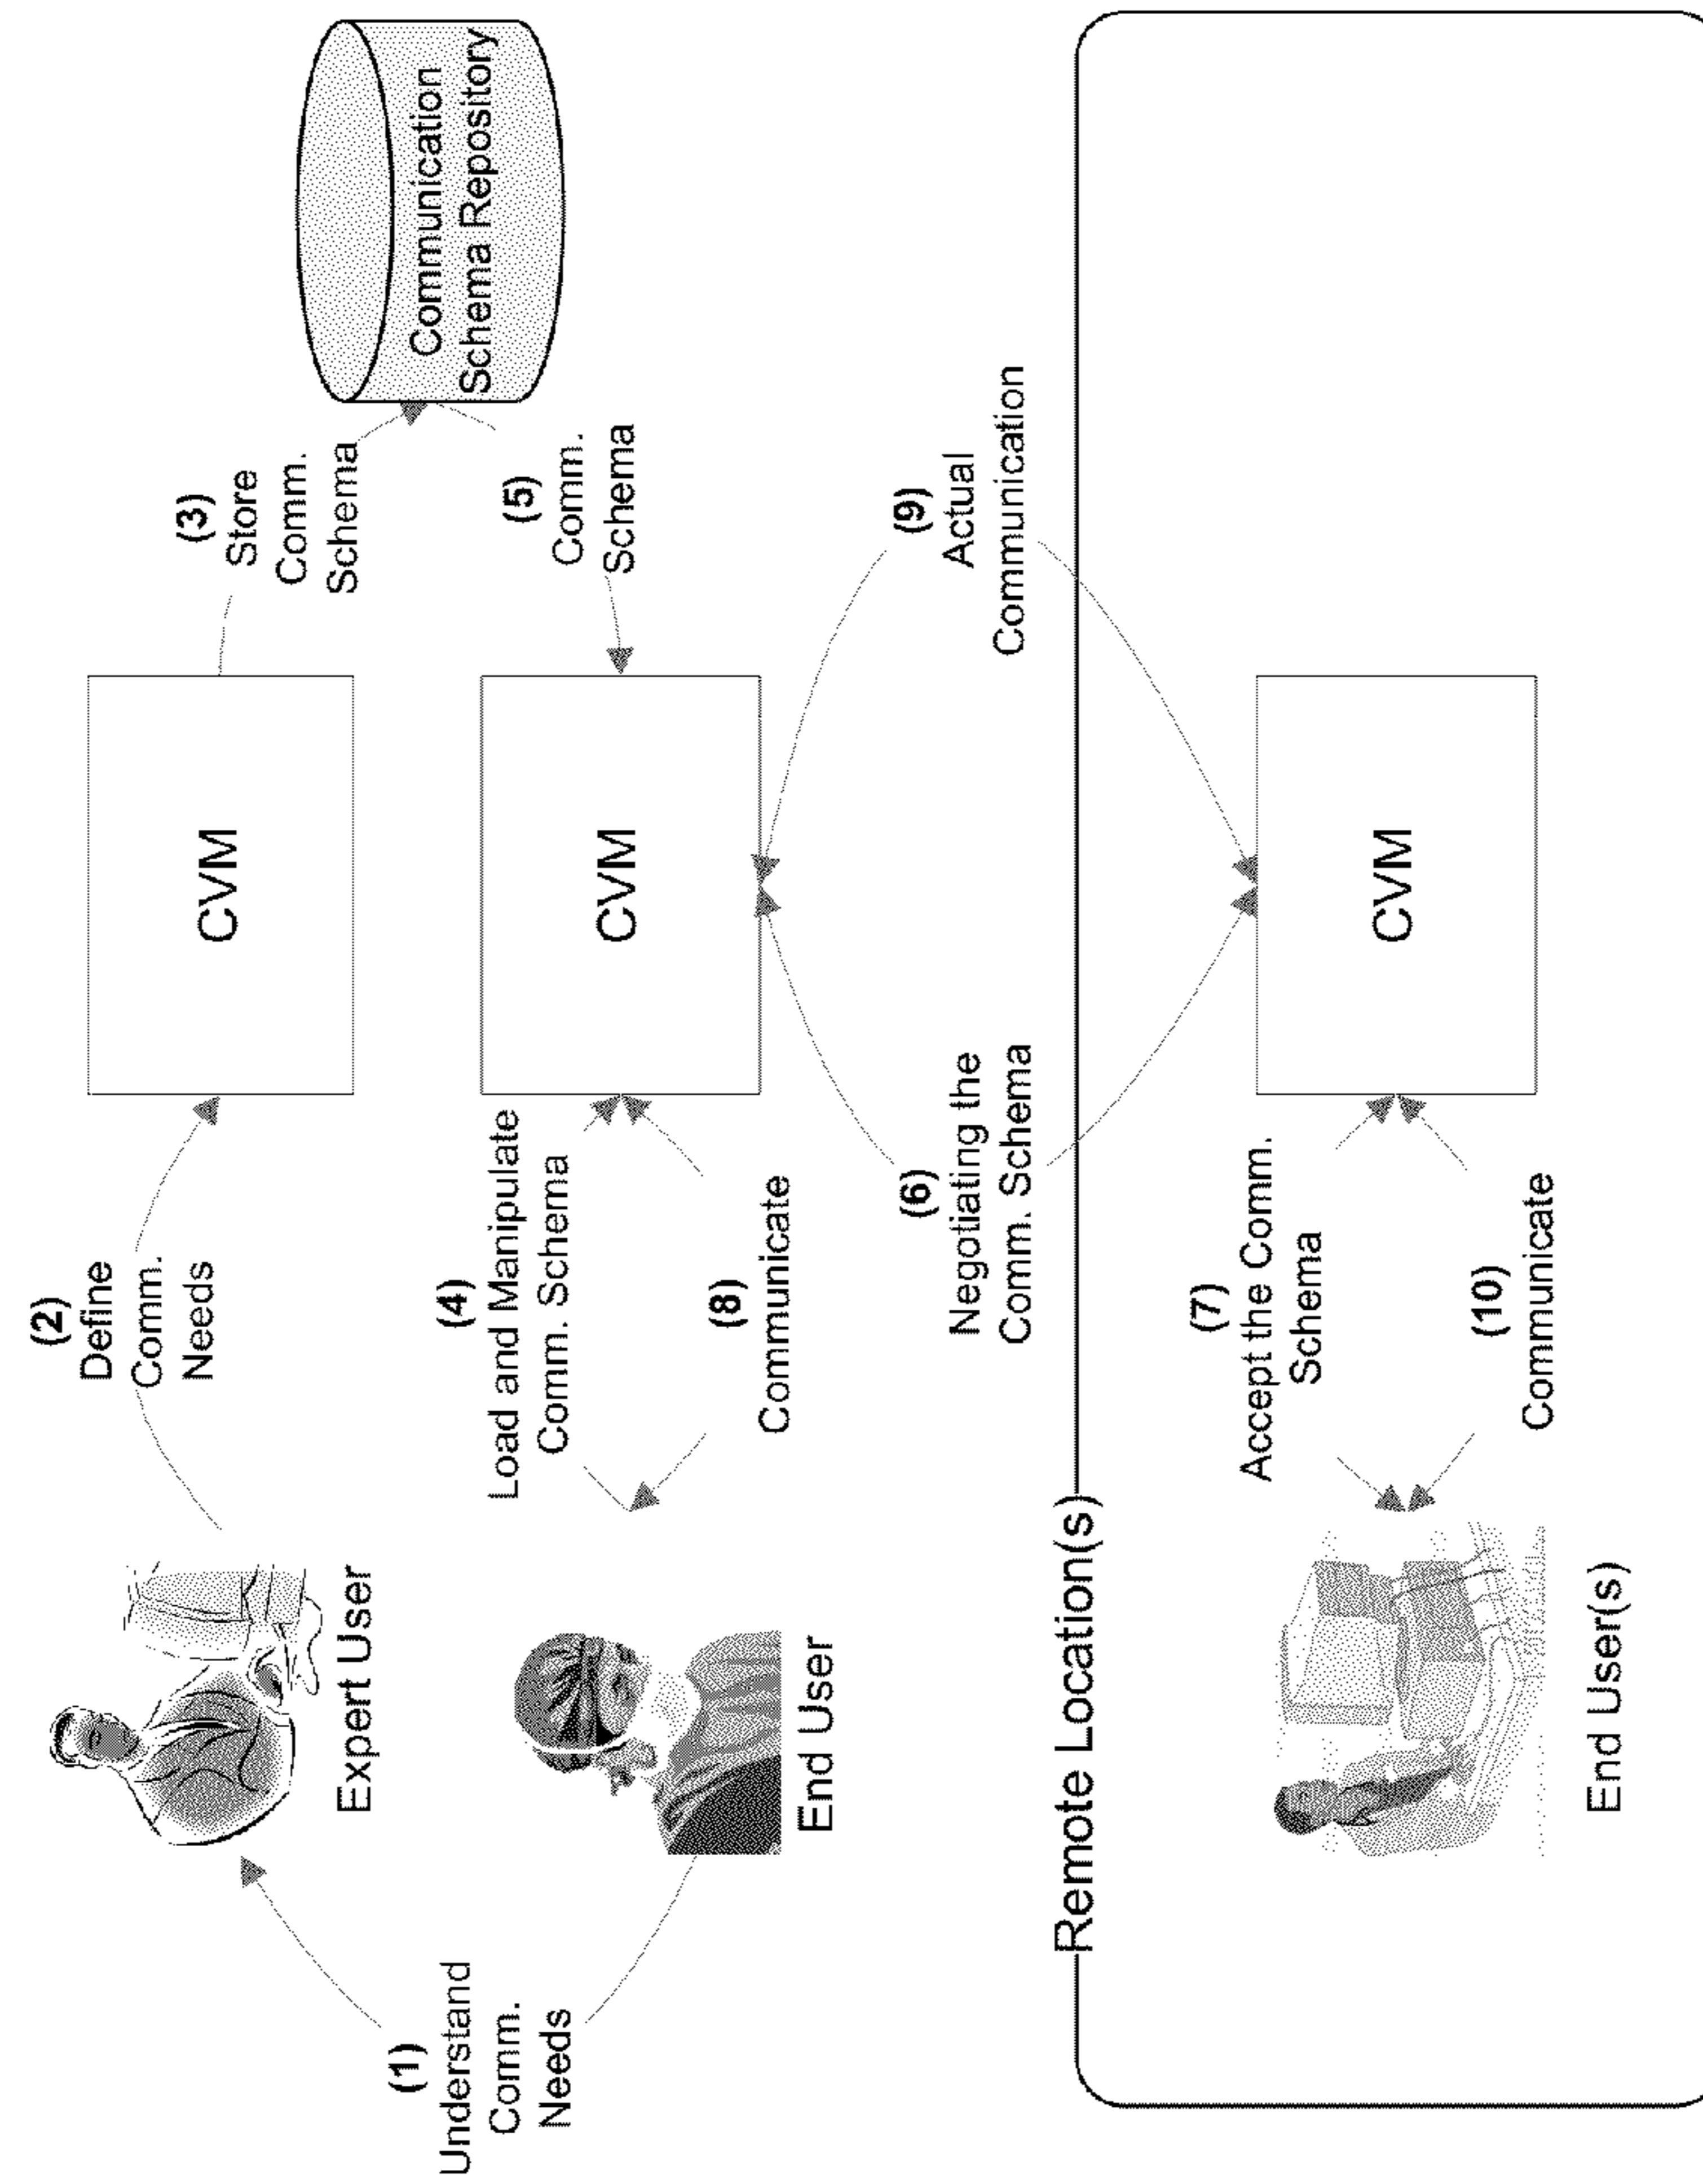 (1)
Understand
Comm.
Needs
Expert User
(2)
Define
Comm.
Needs
CVM
(3)
Store
Comm.
Schema
Communication
Schema Repository
End User
(4)
Load and Manipulate
Comm. Schema
(8)
Communicate
CVM
(5)
Comm.
Schema
(6)
Negotiating the
Comm. Schema
(9)
Actual
Communication
Remote Location(s)
End User(s)
(7)
Accept the Comm.
Schema
(10)
Communicate
CVM